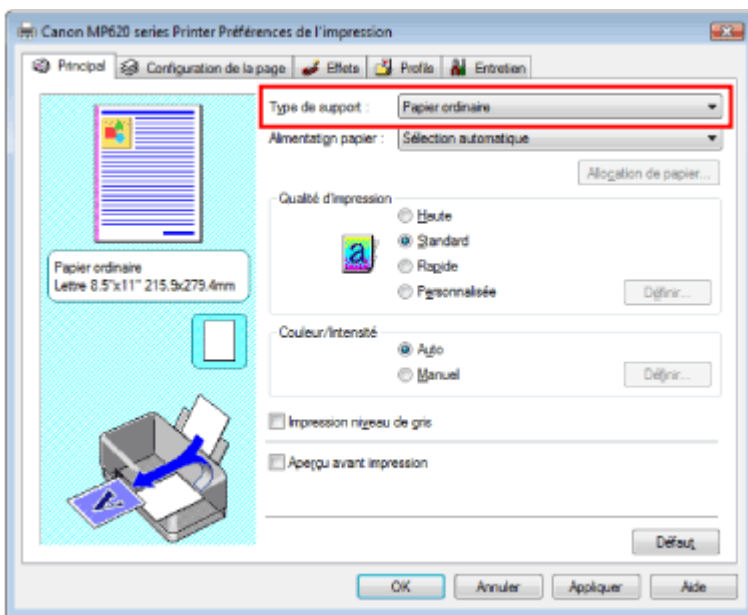 Canon MP620 series Printer Préférences de l'impression
Principal Configuration de la page Effets Profils Entretien
Type de support : Papier ordinaire
Alimentation papier : Sélection automatique
Allocation de papier...
Qualité d'impression
Haute
Standard
Rapide
Personnalisée Définir...
Papier ordinaire
Lettre 8.5"x11" 215.9x279.4mm
Couleur/Intensité
Auto
Manuel Définir...
Impression niveau de gris
Aperçu avant impression
Défaut
OK Annuler Appliquer Aide